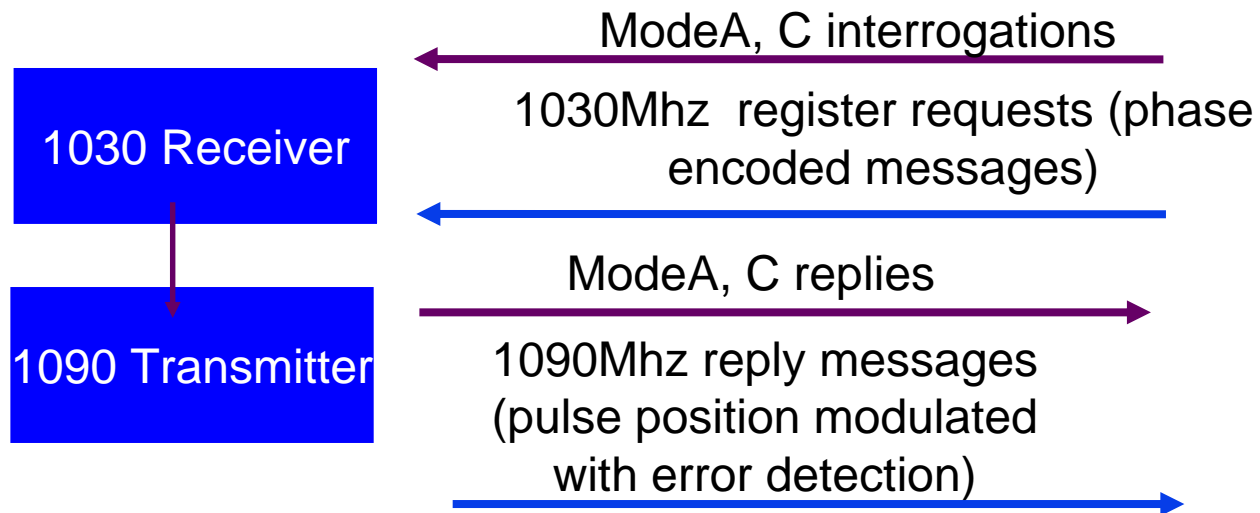 ModeA, C interrogations
1030 Receiver
1030Mhz register requests (phase
encoded messages)
ModeA, C replies
1090 Transmitter
1090Mhz reply messages
(pulse position modulated
with error detection)